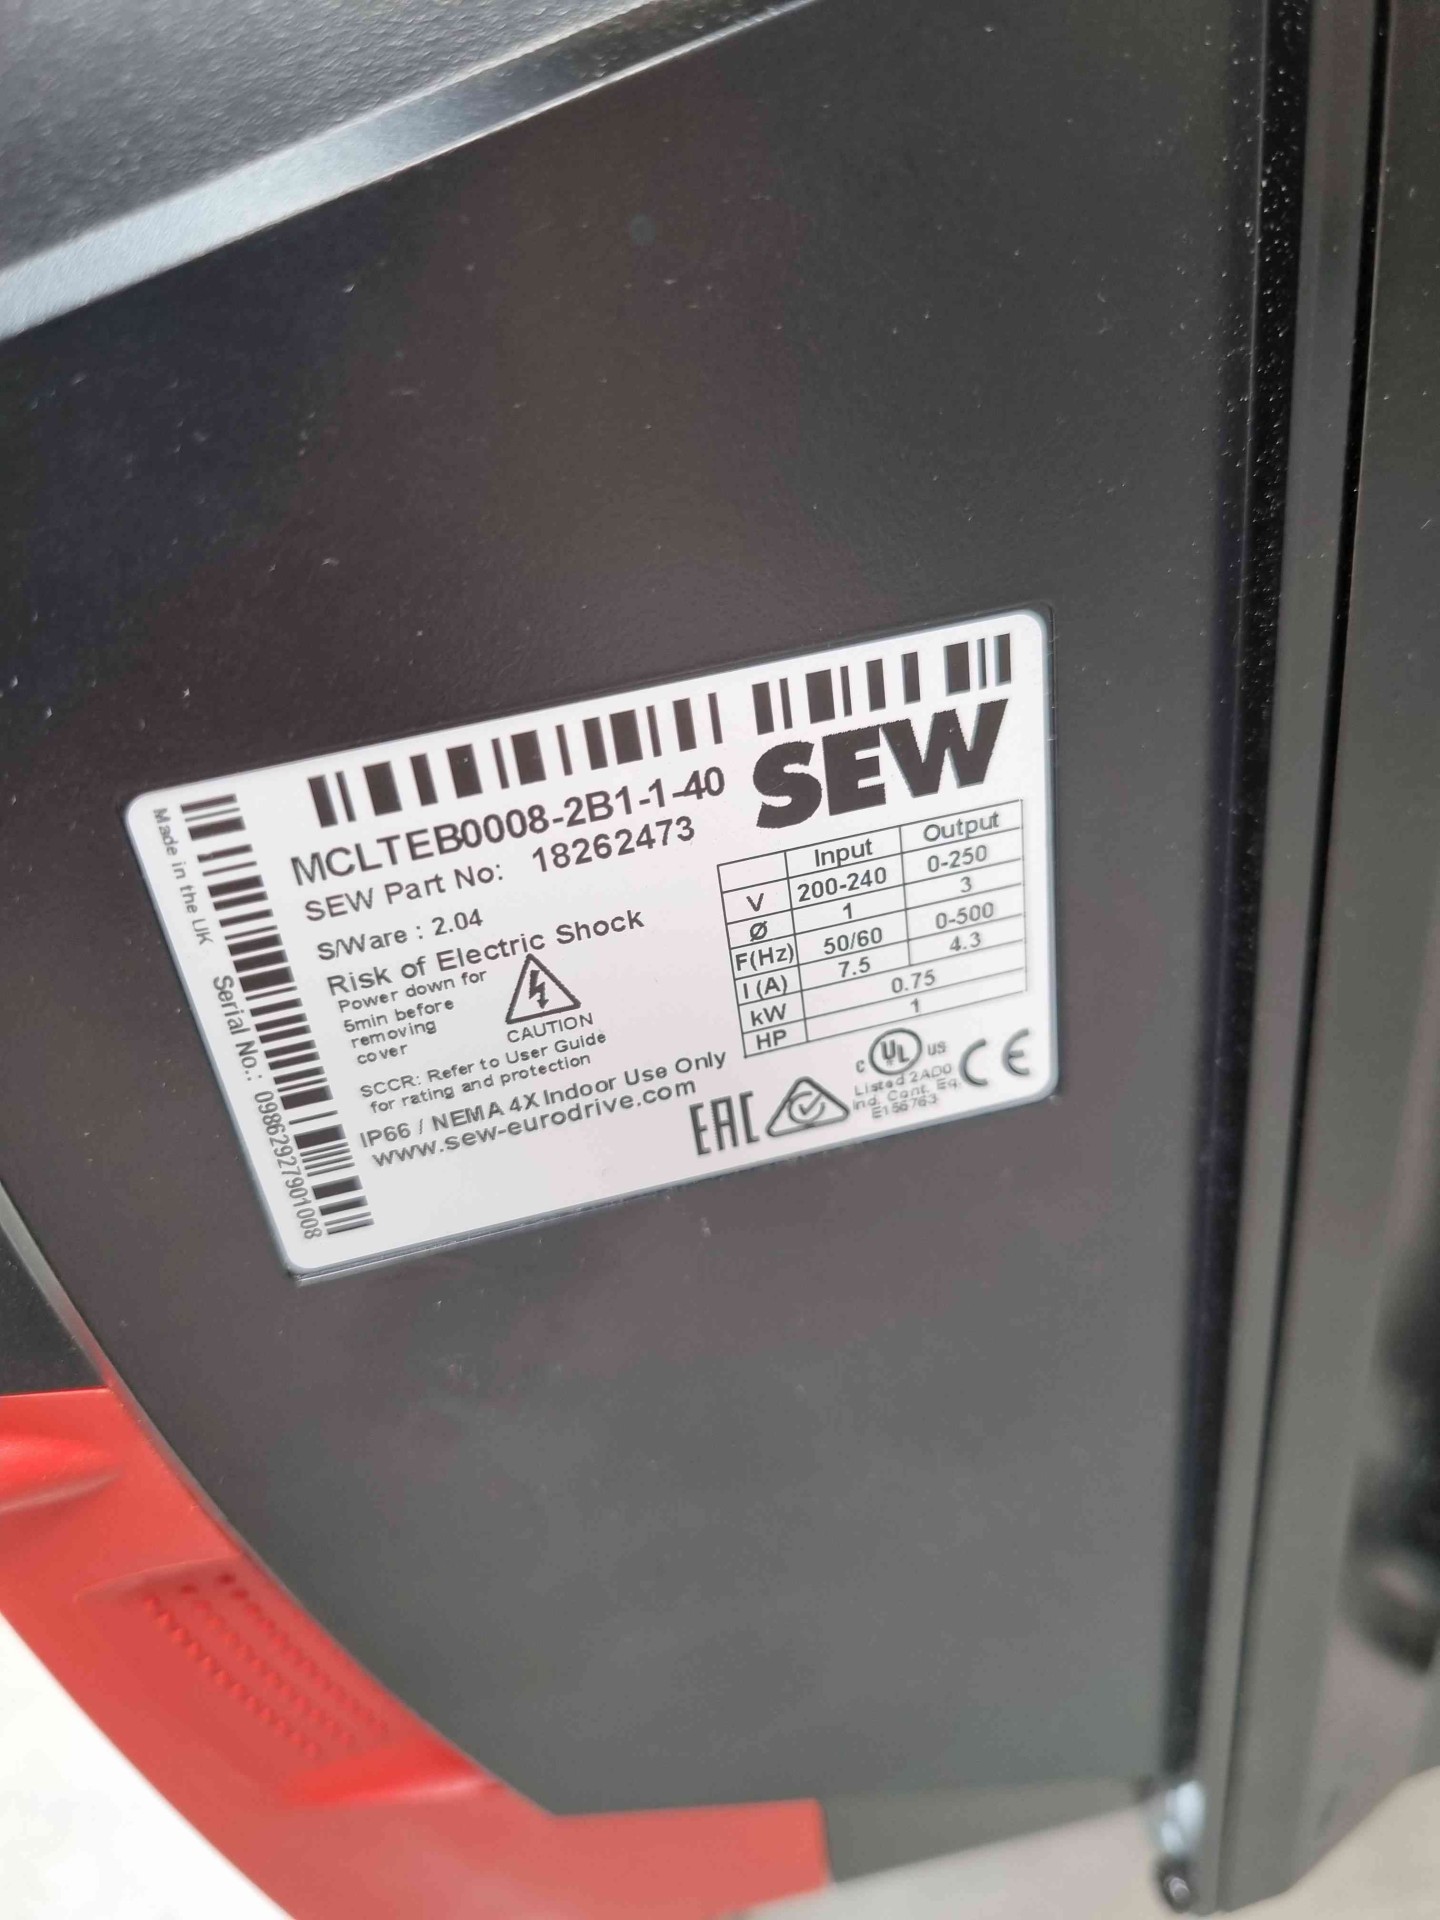 MCLTEB0008-2B1-1-40
SEW
SEW Part No: 18262473
S/Ware : 2.04
Risk of Electric Shock
Power down for
5min before
removing
cover
CAUTION
SCCR: Refer to User Guide
for rating and protection
IP66 / NEMA 4X Indoor Use Only
www.sew-eurodrive.com
Input Output
V 200-240 0-250
Ø 1 3
F(Hz) 50/60 0-500
I (A) 7.5 4.3
kW 0.75
HP 1
EAC
C UL US
Listed 2AD0
Ind. Cont. Eq.
E156763
CE
Made in the UK
Serial No.: 09862927901008